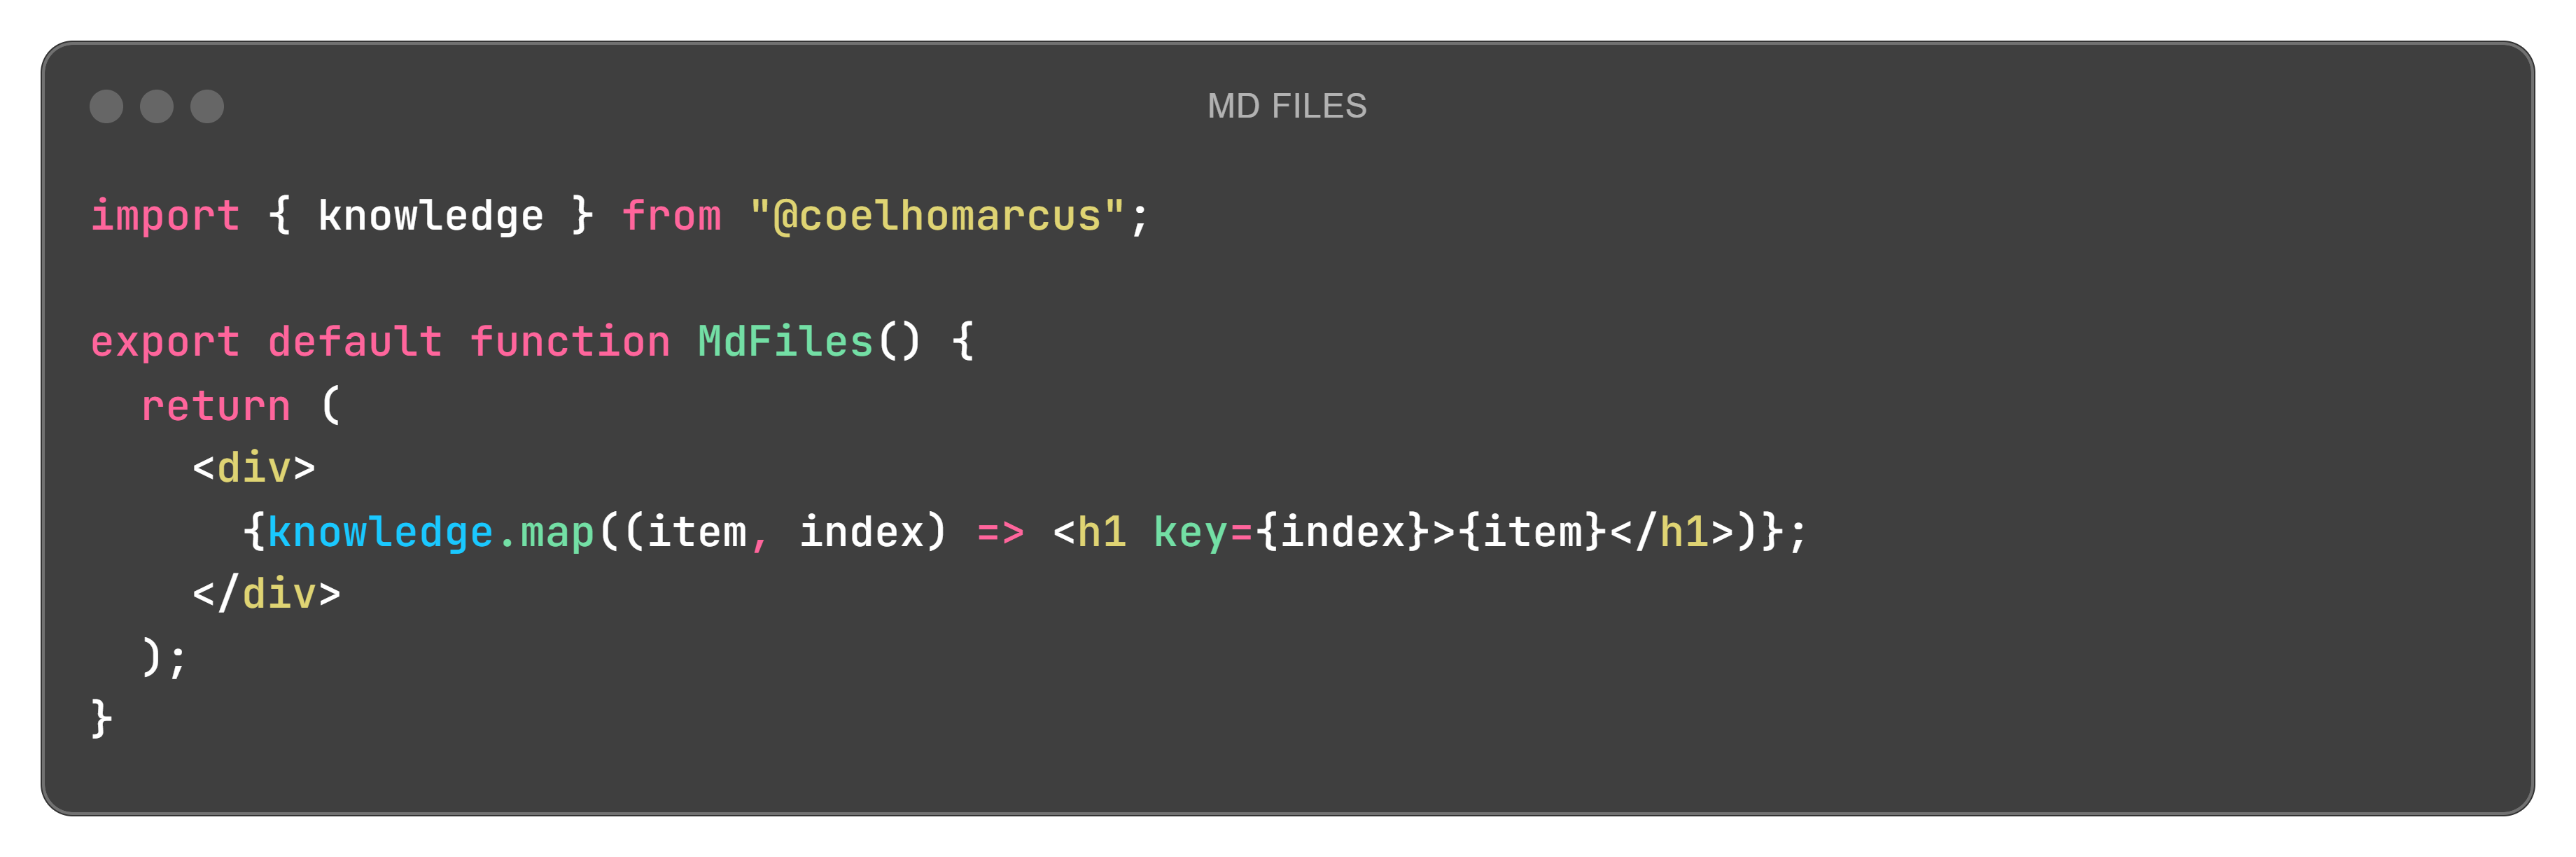 MD FILES
import { knowledge } from "@coelhomarcus";
export default function MdFiles() {
  return (
    <div>
      {knowledge.map((item, index) => <h1 key={index}>{item}</h1>)};
    </div>
  );
}